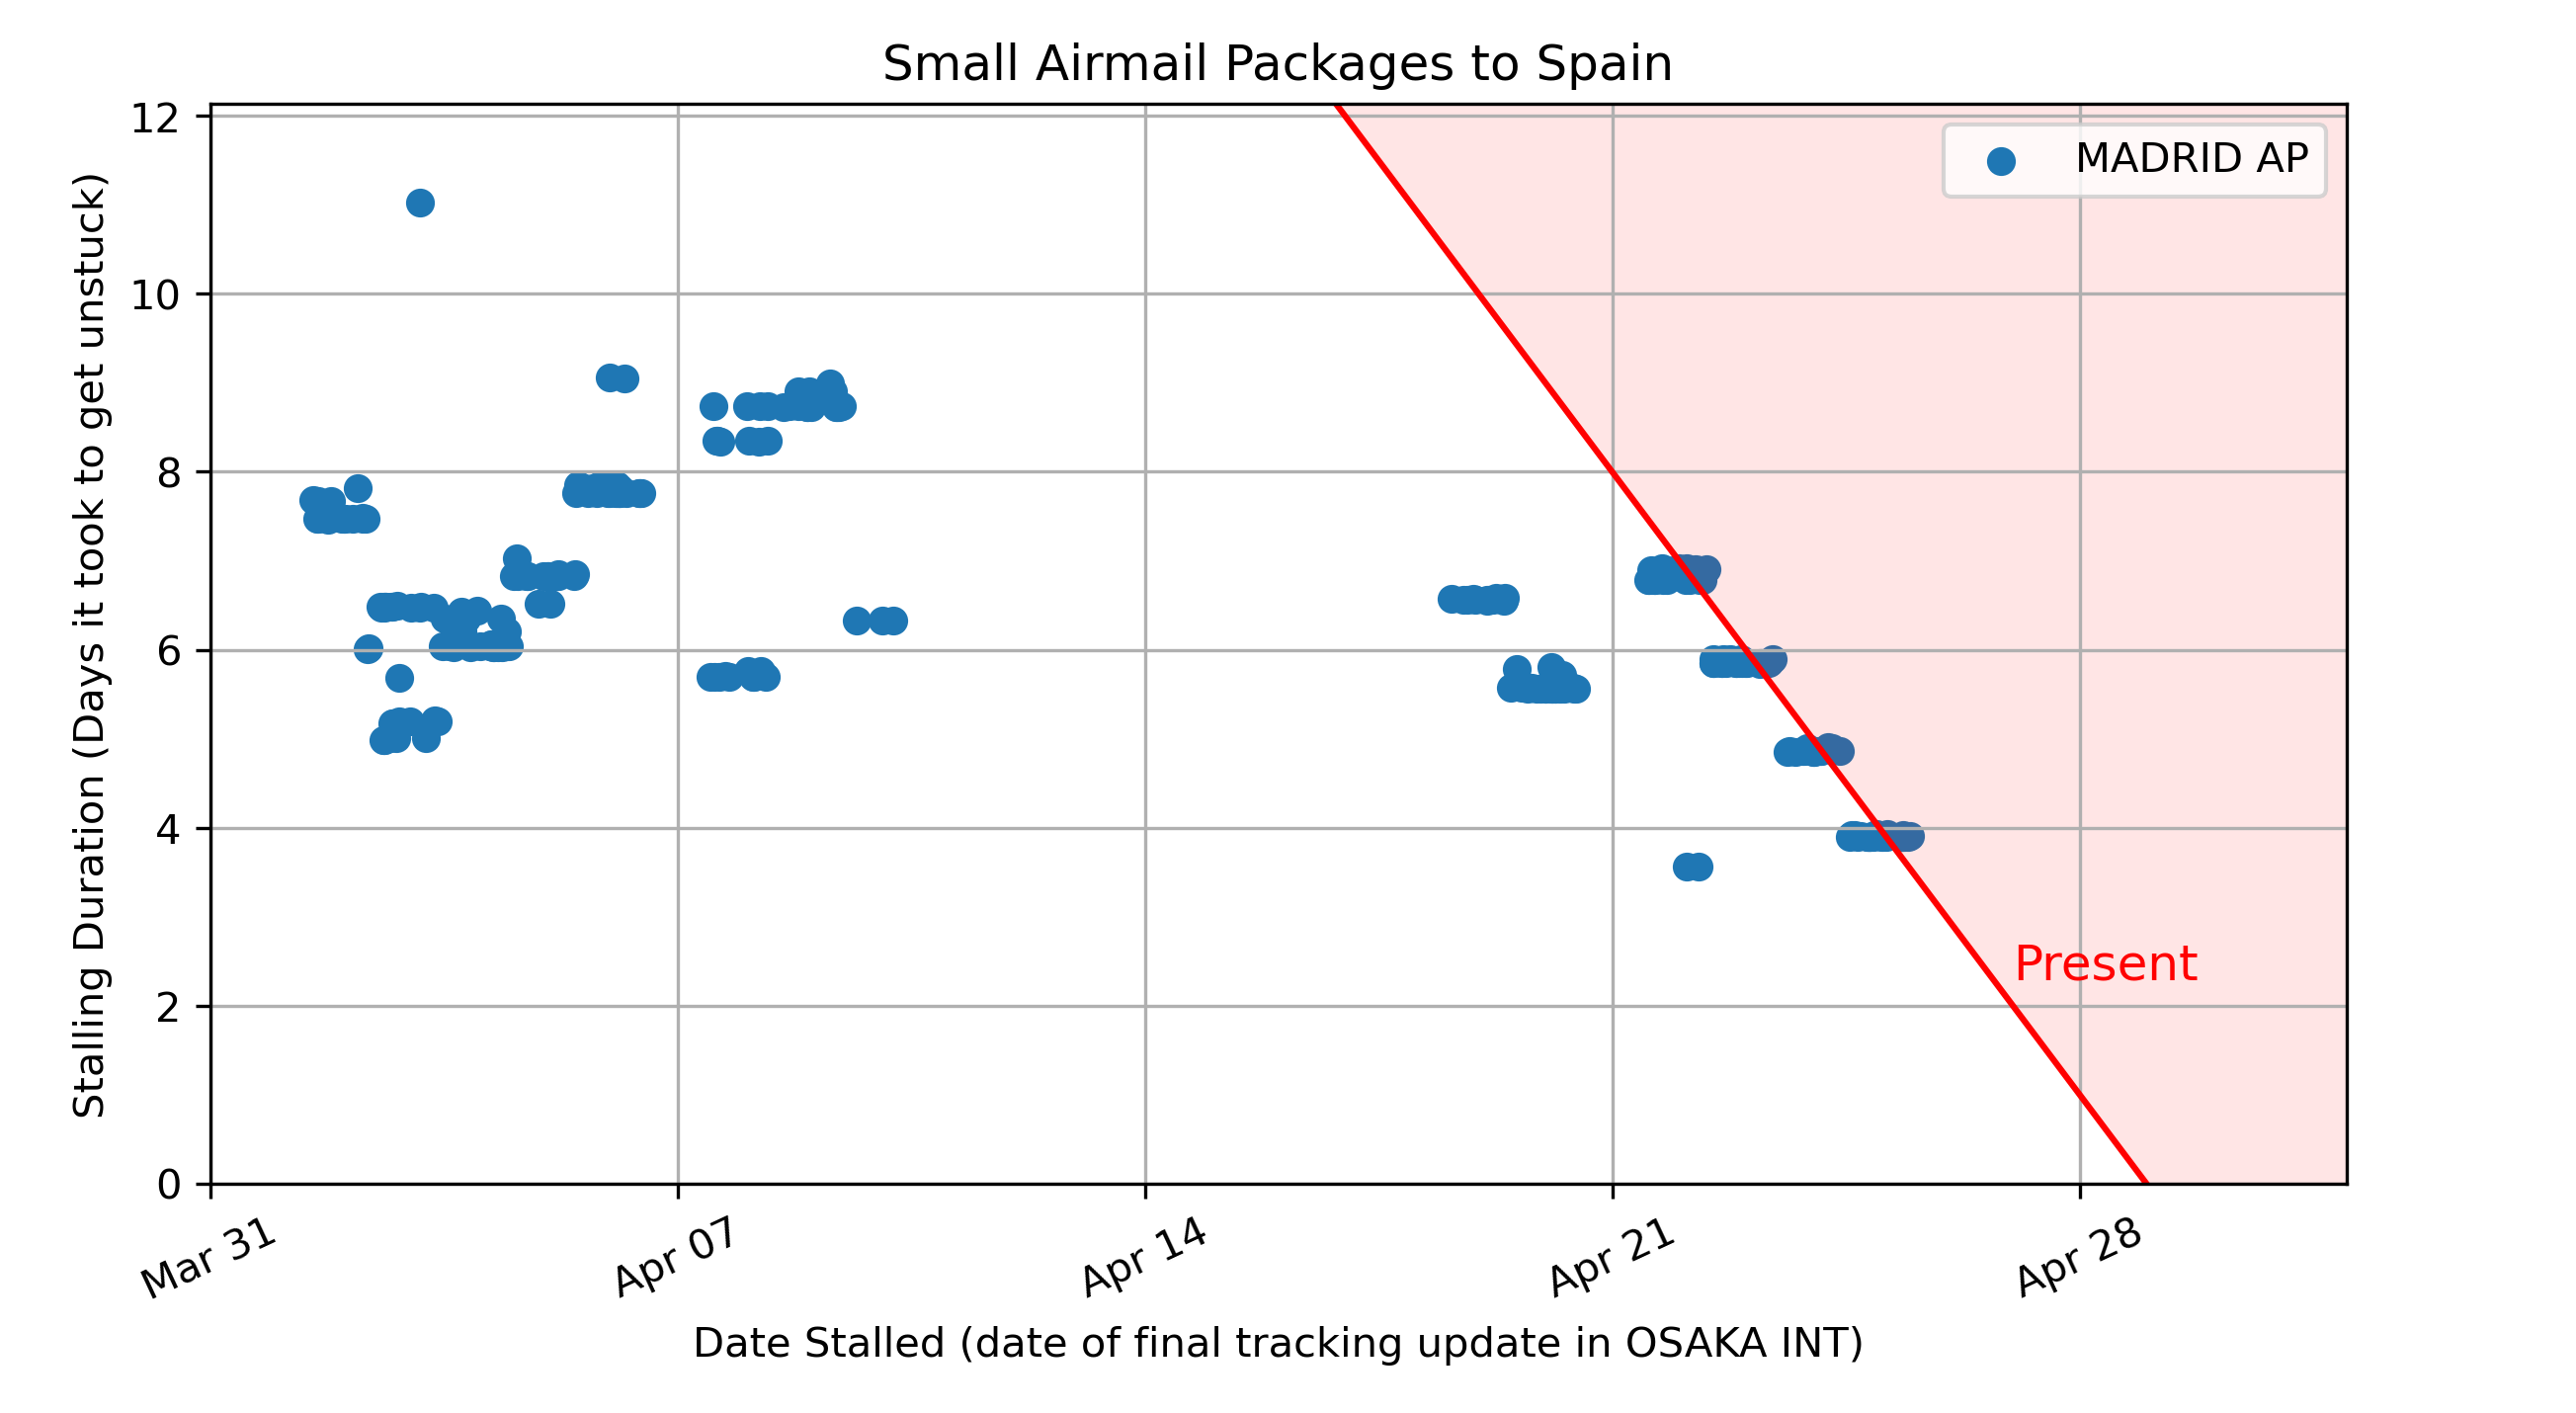 Small Airmail Packages to Spain
Stalling Duration (Days it took to get unstuck)
12
10
8
6
4
2
0
MADRID AP
Present
Mar 31
Apr 07
Apr 14
Apr 21
Apr 28
Date Stalled (date of final tracking update in OSAKA INT)